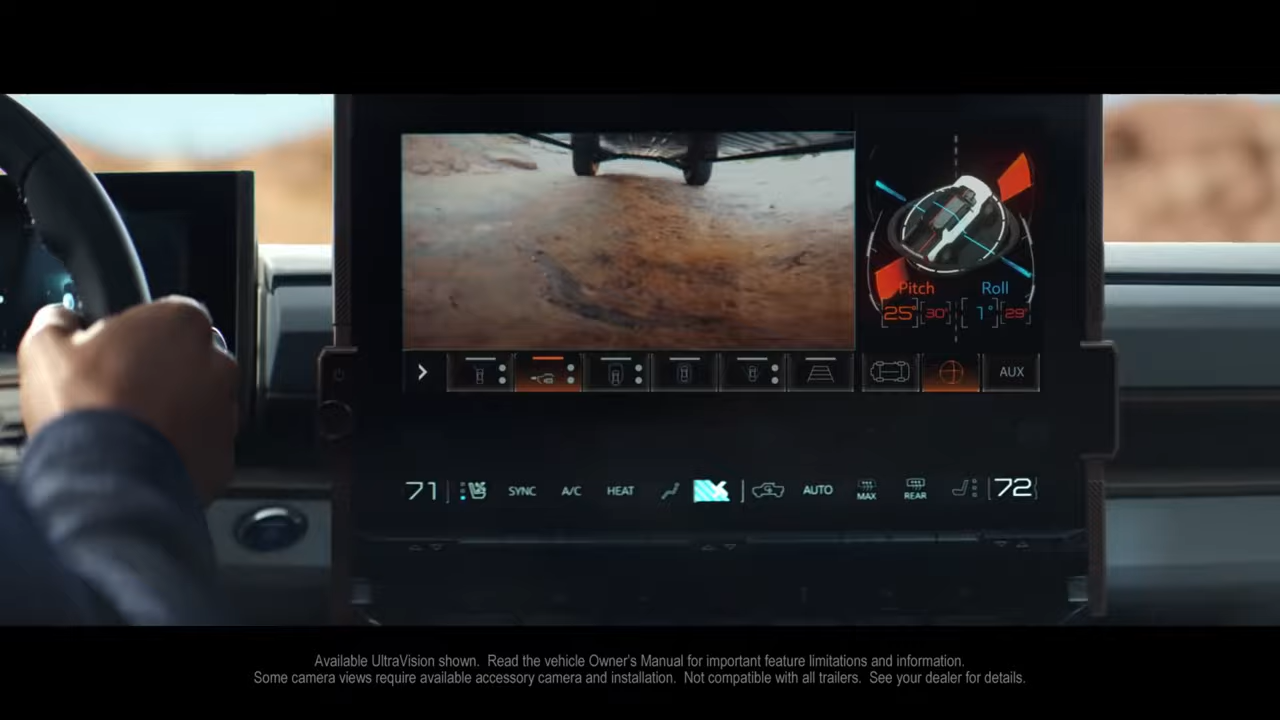 Pitch Roll
25° 30° 1° 29°
AUX
71 SYNC A/C HEAT AUTO MAX REAR 72
Available UltraVision shown. Read the vehicle Owner's Manual for important feature limitations and information.
Some camera views require available accessory camera and installation. Not compatible with all trailers. See your dealer for details.